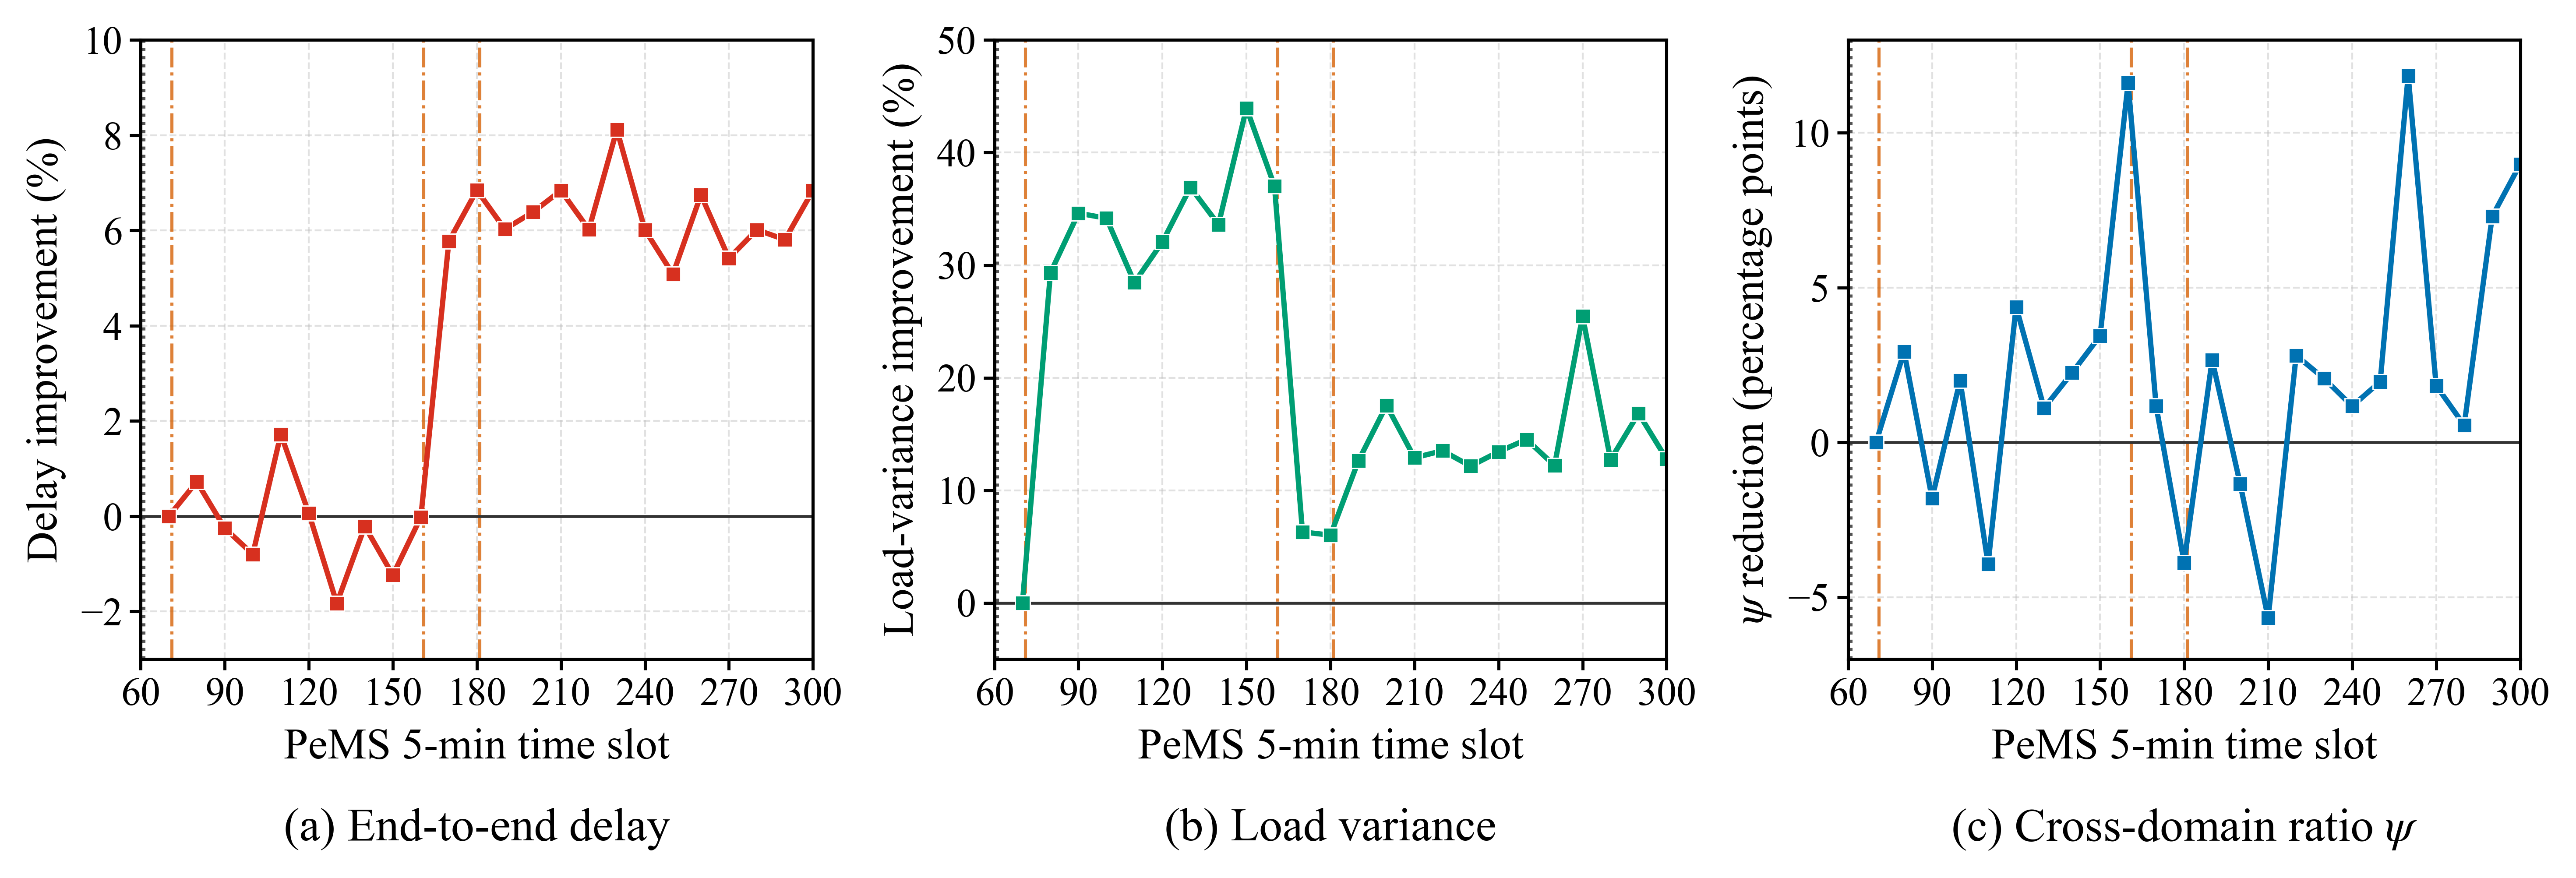 10
8
6
4
2
0
−2
60 90 120 150 180 210 240 270 300
Delay improvement (%)
PeMS 5-min time slot
(a) End-to-end delay
50
40
30
20
10
0
60 90 120 150 180 210 240 270 300
Load-variance improvement (%)
PeMS 5-min time slot
(b) Load variance
10
5
0
−5
60 90 120 150 180 210 240 270 300
ψ reduction (percentage points)
PeMS 5-min time slot
(c) Cross-domain ratio ψ